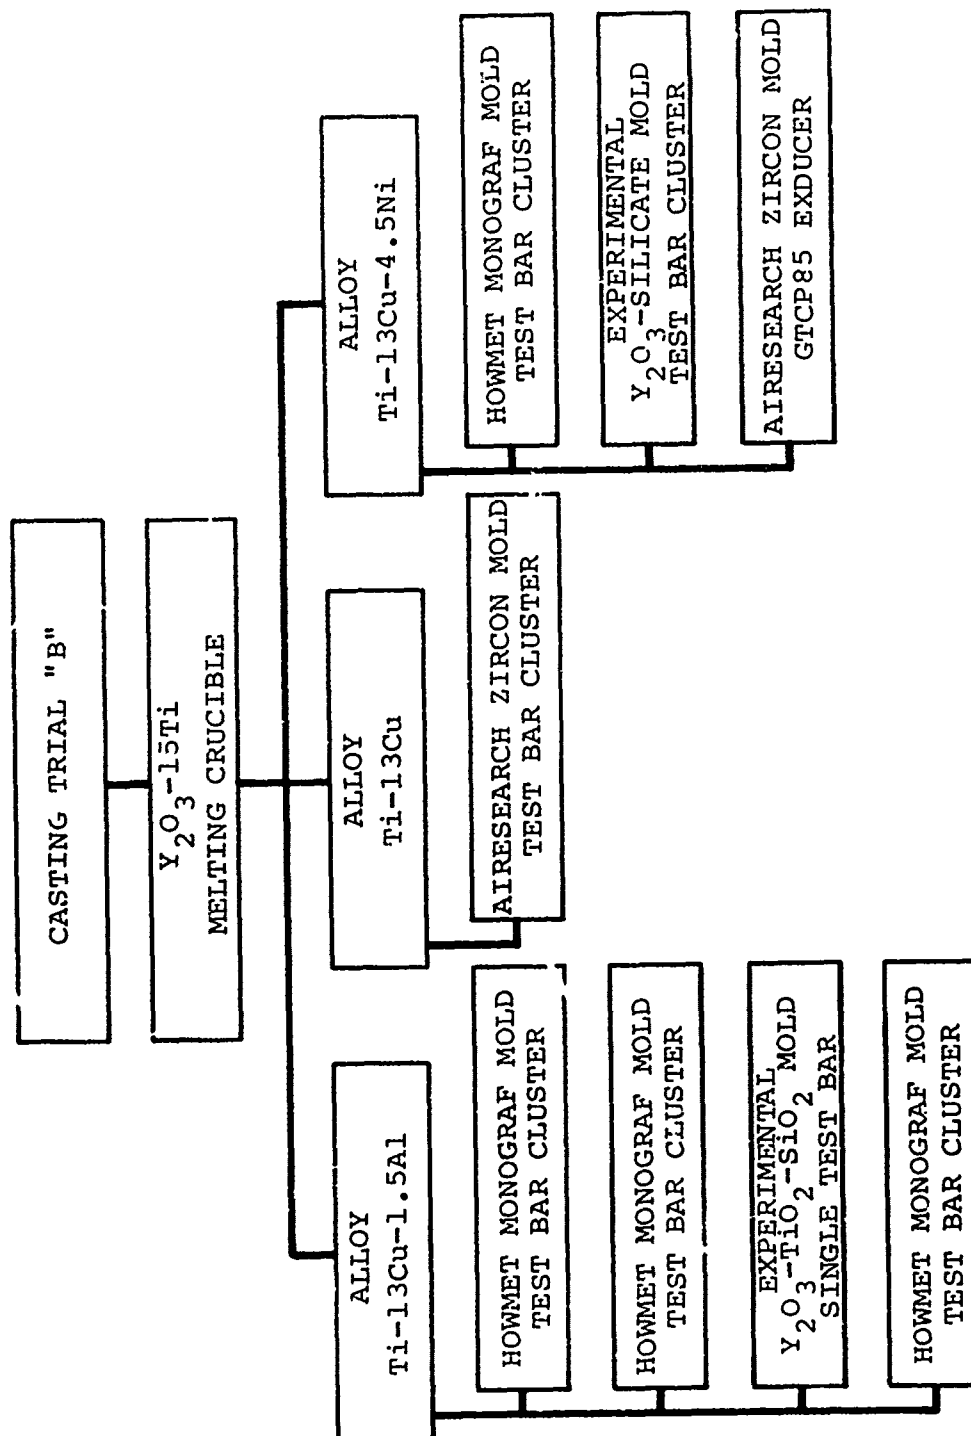 CASTING TRIAL "B"
Y₂O₃-15Ti
MELTING CRUCIBLE
ALLOY
Ti-13Cu-1.5Al
HOWMET MONOGRAF MOLD
TEST BAR CLUSTER
HOWMET MONOGRAF MOLD
TEST BAR CLUSTER
EXPERIMENTAL
Y₂O₃-TiO₂-SiO₂ MOLD
SINGLE TEST BAR
HOWMET MONOGRAF MOLD
TEST BAR CLUSTER
ALLOY
Ti-13Cu
AIRESEARCH ZIRCON MOLD
TEST BAR CLUSTER
ALLOY
Ti-13Cu-4.5Ni
HOWMET MONOGRAF MOLD
TEST BAR CLUSTER
EXPERIMENTAL
Y₂O₃-SILICATE MOLD
TEST BAR CLUSTER
AIRESEARCH ZIRCON MOLD
GTCP85 EXDUCER